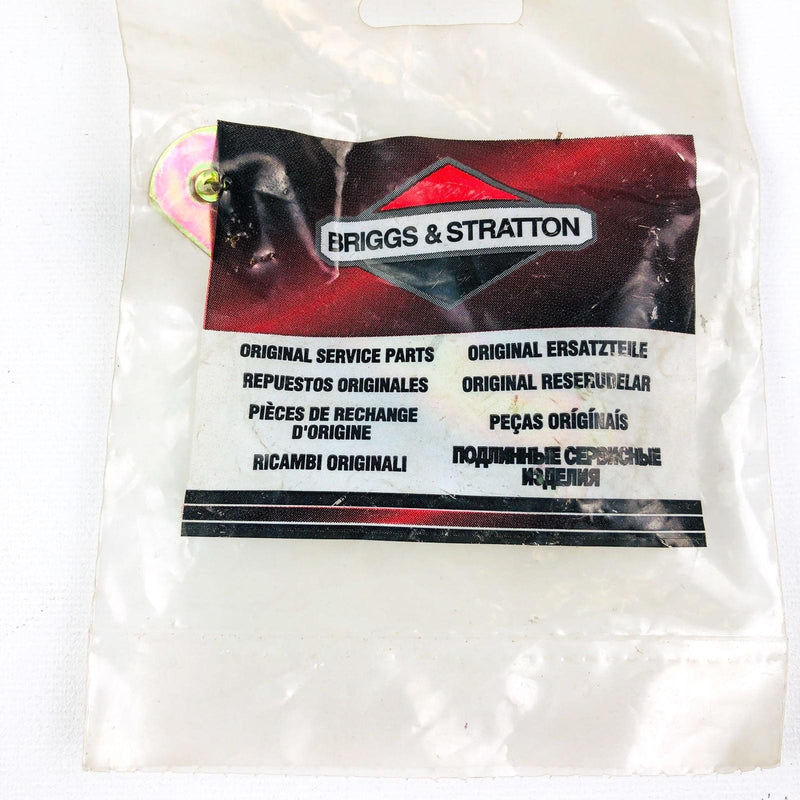 BRIGGS & STRATTON
ORIGINAL SERVICE PARTS
REPUESTOS ORIGINALES
PIÈCES DE RECHANGE
D'ORIGINE
RICAMBI ORIGINALI
ORIGINAL ERSATZTEILE
ORIGINAL RESERUDELAR
PEÇAS ORÍGÍNAÍS
ПОДЛИННЫЕ СЕРВИСНЫЕ
ИЗДЕЛИЯ